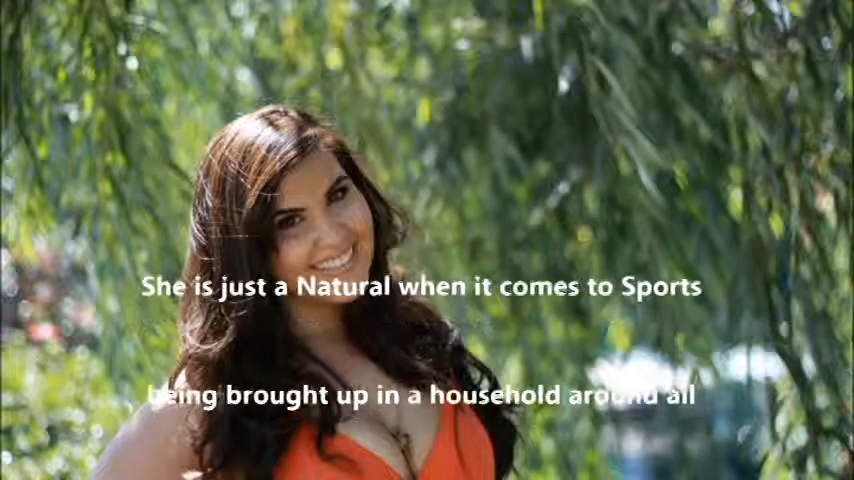 She is just a Natural when it comes to Sports
being brought up in a household around all